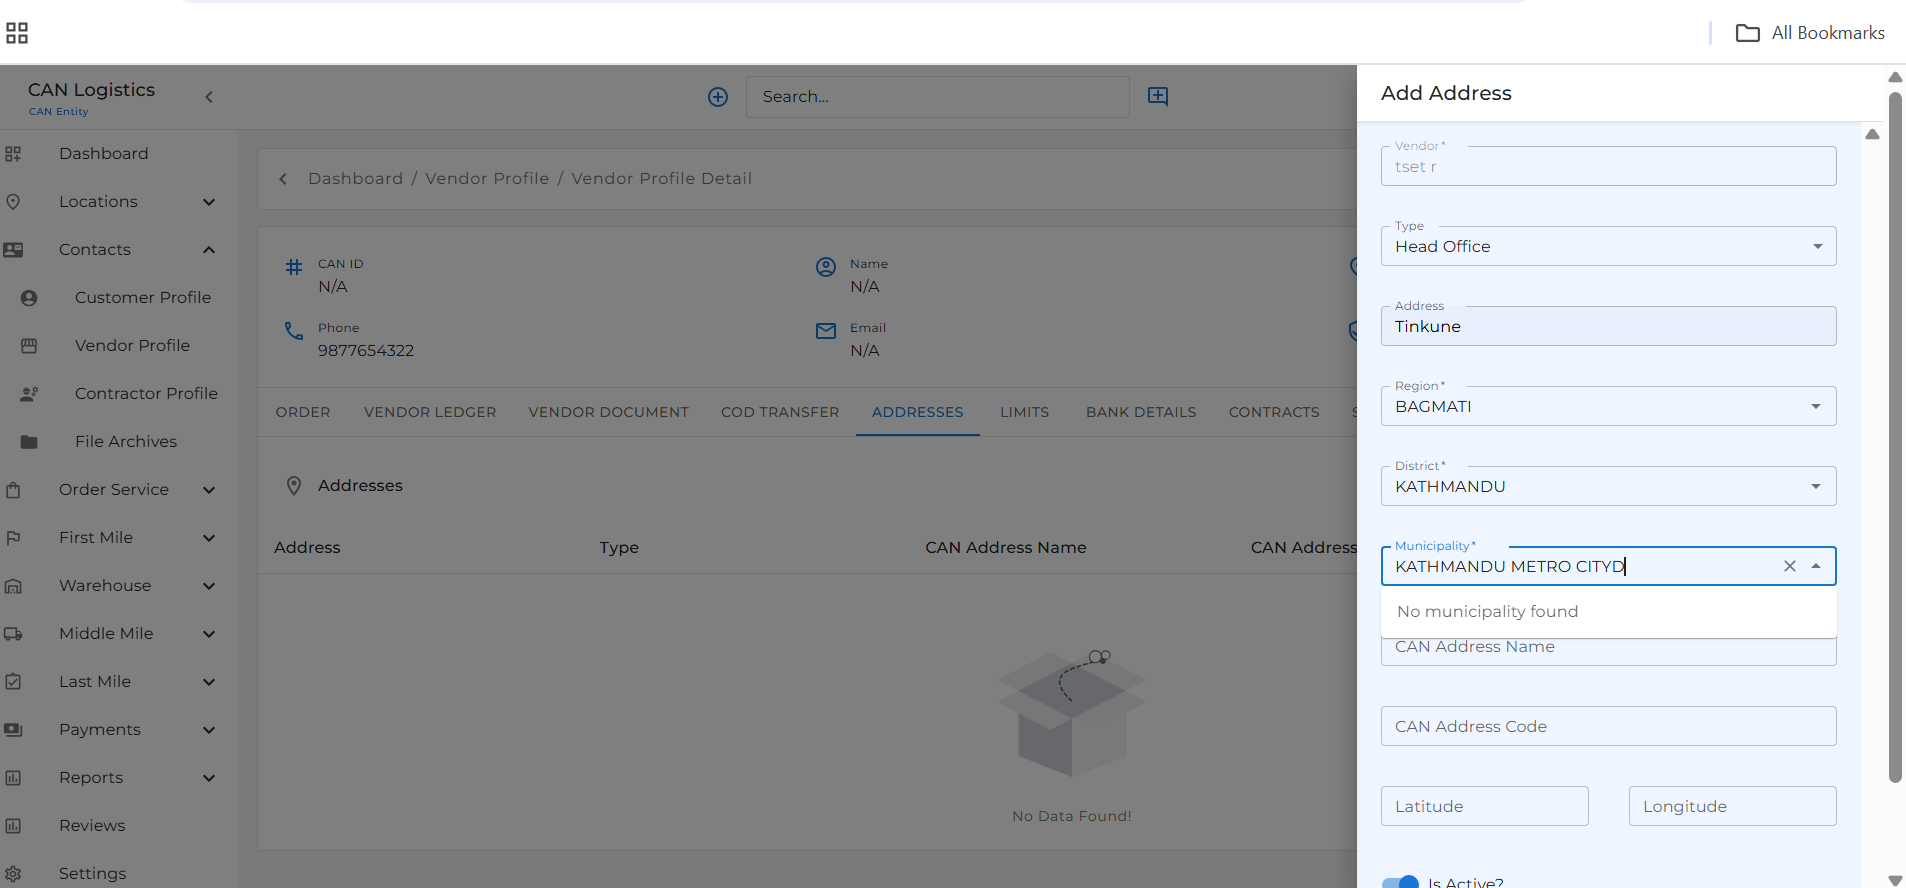 All Bookmarks
CAN Logistics
CAN Entity
Search...
Dashboard
Locations
Contacts
Customer Profile
Vendor Profile
Contractor Profile
File Archives
Order Service
First Mile
Warehouse
Middle Mile
Last Mile
Payments
Reports
Reviews
Settings
Dashboard / Vendor Profile / Vendor Profile Detail
CAN ID
N/A
Name
N/A
Phone
9877654322
Email
N/A
ORDER VENDOR LEDGER VENDOR DOCUMENT COD TRANSFER ADDRESSES LIMITS BANK DETAILS CONTRACTS
Addresses
Address Type CAN Address Name CAN Address
No Data Found!
Add Address
Vendor*
tset r
Type
Head Office
Address
Tinkune
Region*
BAGMATI
District*
KATHMANDU
Municipality*
KATHMANDU METRO CITYD
No municipality found
CAN Address Name
CAN Address Code
Latitude Longitude
Is Active?